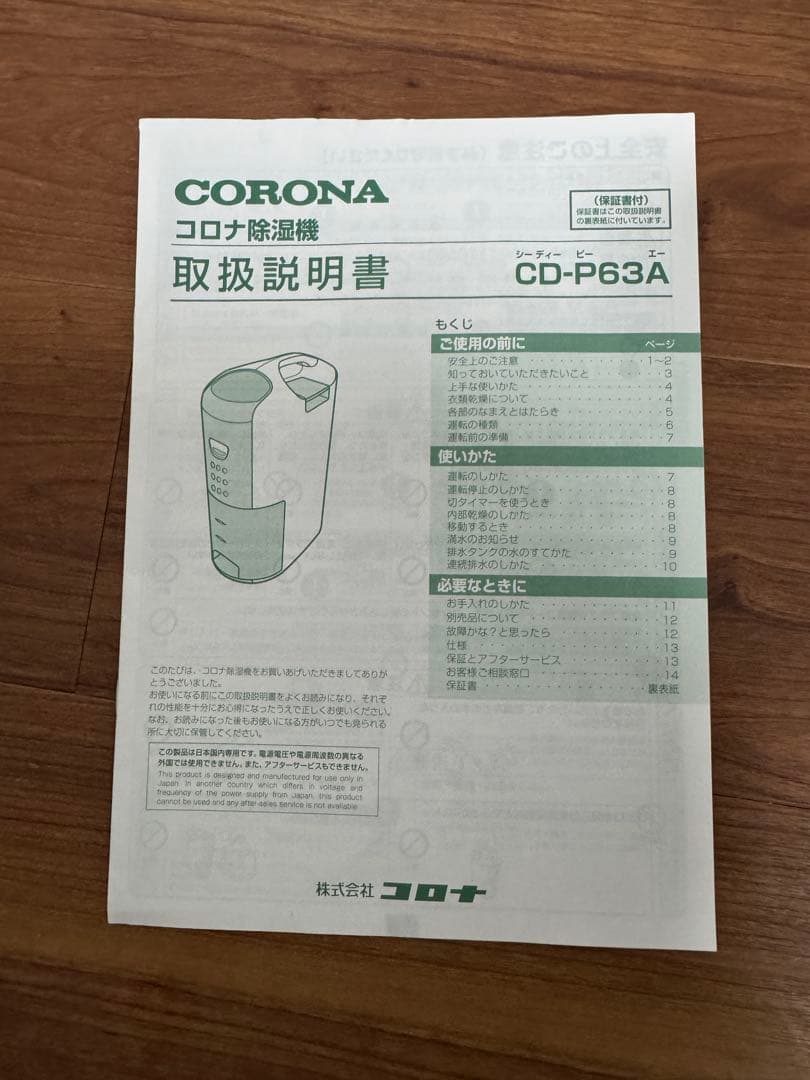 CORONA
コロナ除湿機
取扱説明書
(保証書付)
保証書はこの取扱説明書
の裏表紙に付いています。
シーディー ピー エー
CD-P63A
もくじ
ご使用の前に ページ
安全上のご注意 ・・・・・・・・・・・・・ 1～2
知っておいていただきたいこと ・・・・・・・ 3
上手な使いかた ・・・・・・・・・・・・・・ 4
衣類乾燥について ・・・・・・・・・・・・・ 4
各部のなまえとはたらき ・・・・・・・・・・ 5
運転の種類 ・・・・・・・・・・・・・・・・ 6
運転前の準備 ・・・・・・・・・・・・・・・ 7
使いかた
運転のしかた ・・・・・・・・・・・・・・・ 7
運転停止のしかた ・・・・・・・・・・・・・ 8
切タイマーを使うとき ・・・・・・・・・・・ 8
内部乾燥のしかた ・・・・・・・・・・・・・ 8
移動するとき ・・・・・・・・・・・・・・・ 8
満水のお知らせ ・・・・・・・・・・・・・・ 9
排水タンクの水のすてかた ・・・・・・・・・ 9
連続排水のしかた ・・・・・・・・・・・・・ 10
必要なときに
お手入れのしかた ・・・・・・・・・・・・・ 11
別売品について ・・・・・・・・・・・・・・ 12
故障かな?と思ったら ・・・・・・・・・・・ 12
仕様 ・・・・・・・・・・・・・・・・・・・ 13
保証とアフターサービス ・・・・・・・・・・ 13
お客様ご相談窓口 ・・・・・・・・・・・・・ 14
保証書 ・・・・・・・・・・・・・・・・ 裏表紙
このたびは、コロナ除湿機をお買いあげいただきましてありが
とうございました。
お使いになる前にこの取扱説明書をよくお読みになり、それぞ
れの性能を十分にお心得になったうえで正しくお使いください。
なお、お読みになった後もお使いになる方がいつでも見られる
所に大切に保管してください。
この製品は日本国内専用です。電源電圧や電源周波数の異なる
外国では使用できません。また、アフターサービスもできません。
This product is designed and manufactured for use only in
Japan. In another country which differs in voltage and
frequency of the power supply from Japan, this product
cannot be used and any after-sales service is not available.
株式会社 コロナ